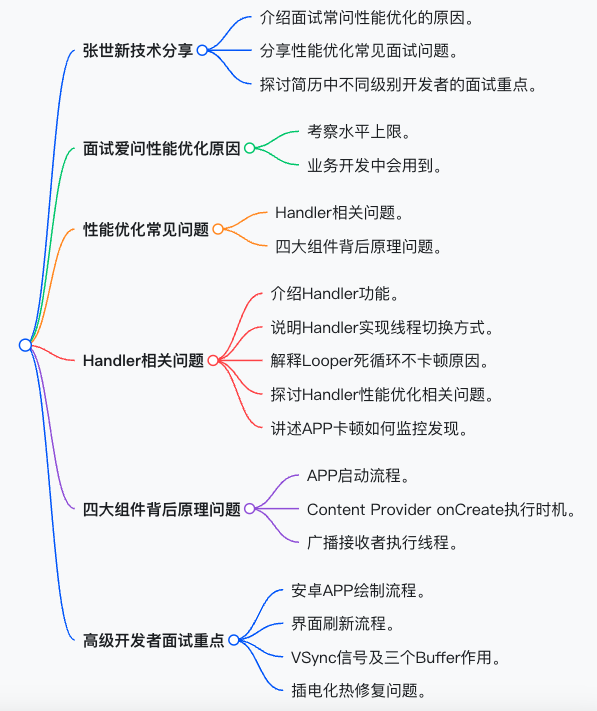 张世新技术分享
介绍面试常问性能优化的原因。
分享性能优化常见面试问题。
探讨简历中不同级别开发者的面试重点。
面试爱问性能优化原因
考察水平上限。
业务开发中会用到。
性能优化常见问题
Handler相关问题。
四大组件背后原理问题。
Handler相关问题
介绍Handler功能。
说明Handler实现线程切换方式。
解释Looper死循环不卡顿原因。
探讨Handler性能优化相关问题。
讲述APP卡顿如何监控发现。
四大组件背后原理问题
APP启动流程。
Content Provider onCreate执行时机。
广播接收者执行线程。
高级开发者面试重点
安卓APP绘制流程。
界面刷新流程。
VSync信号及三个Buffer作用。
插电化热修复问题。